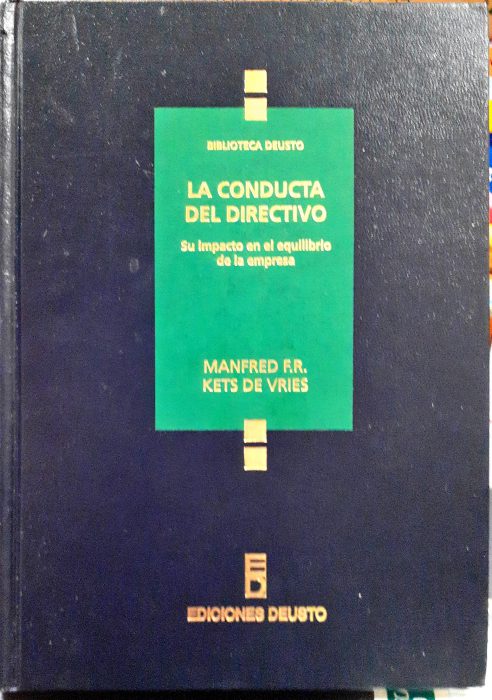 BIBLIOTECA DEUSTO
LA CONDUCTA
DEL DIRECTIVO
Su impacto en el equilibrio
de la empresa
MANFRED F.R.
KETS DE VRIES
ED
EDICIONES DEUSTO